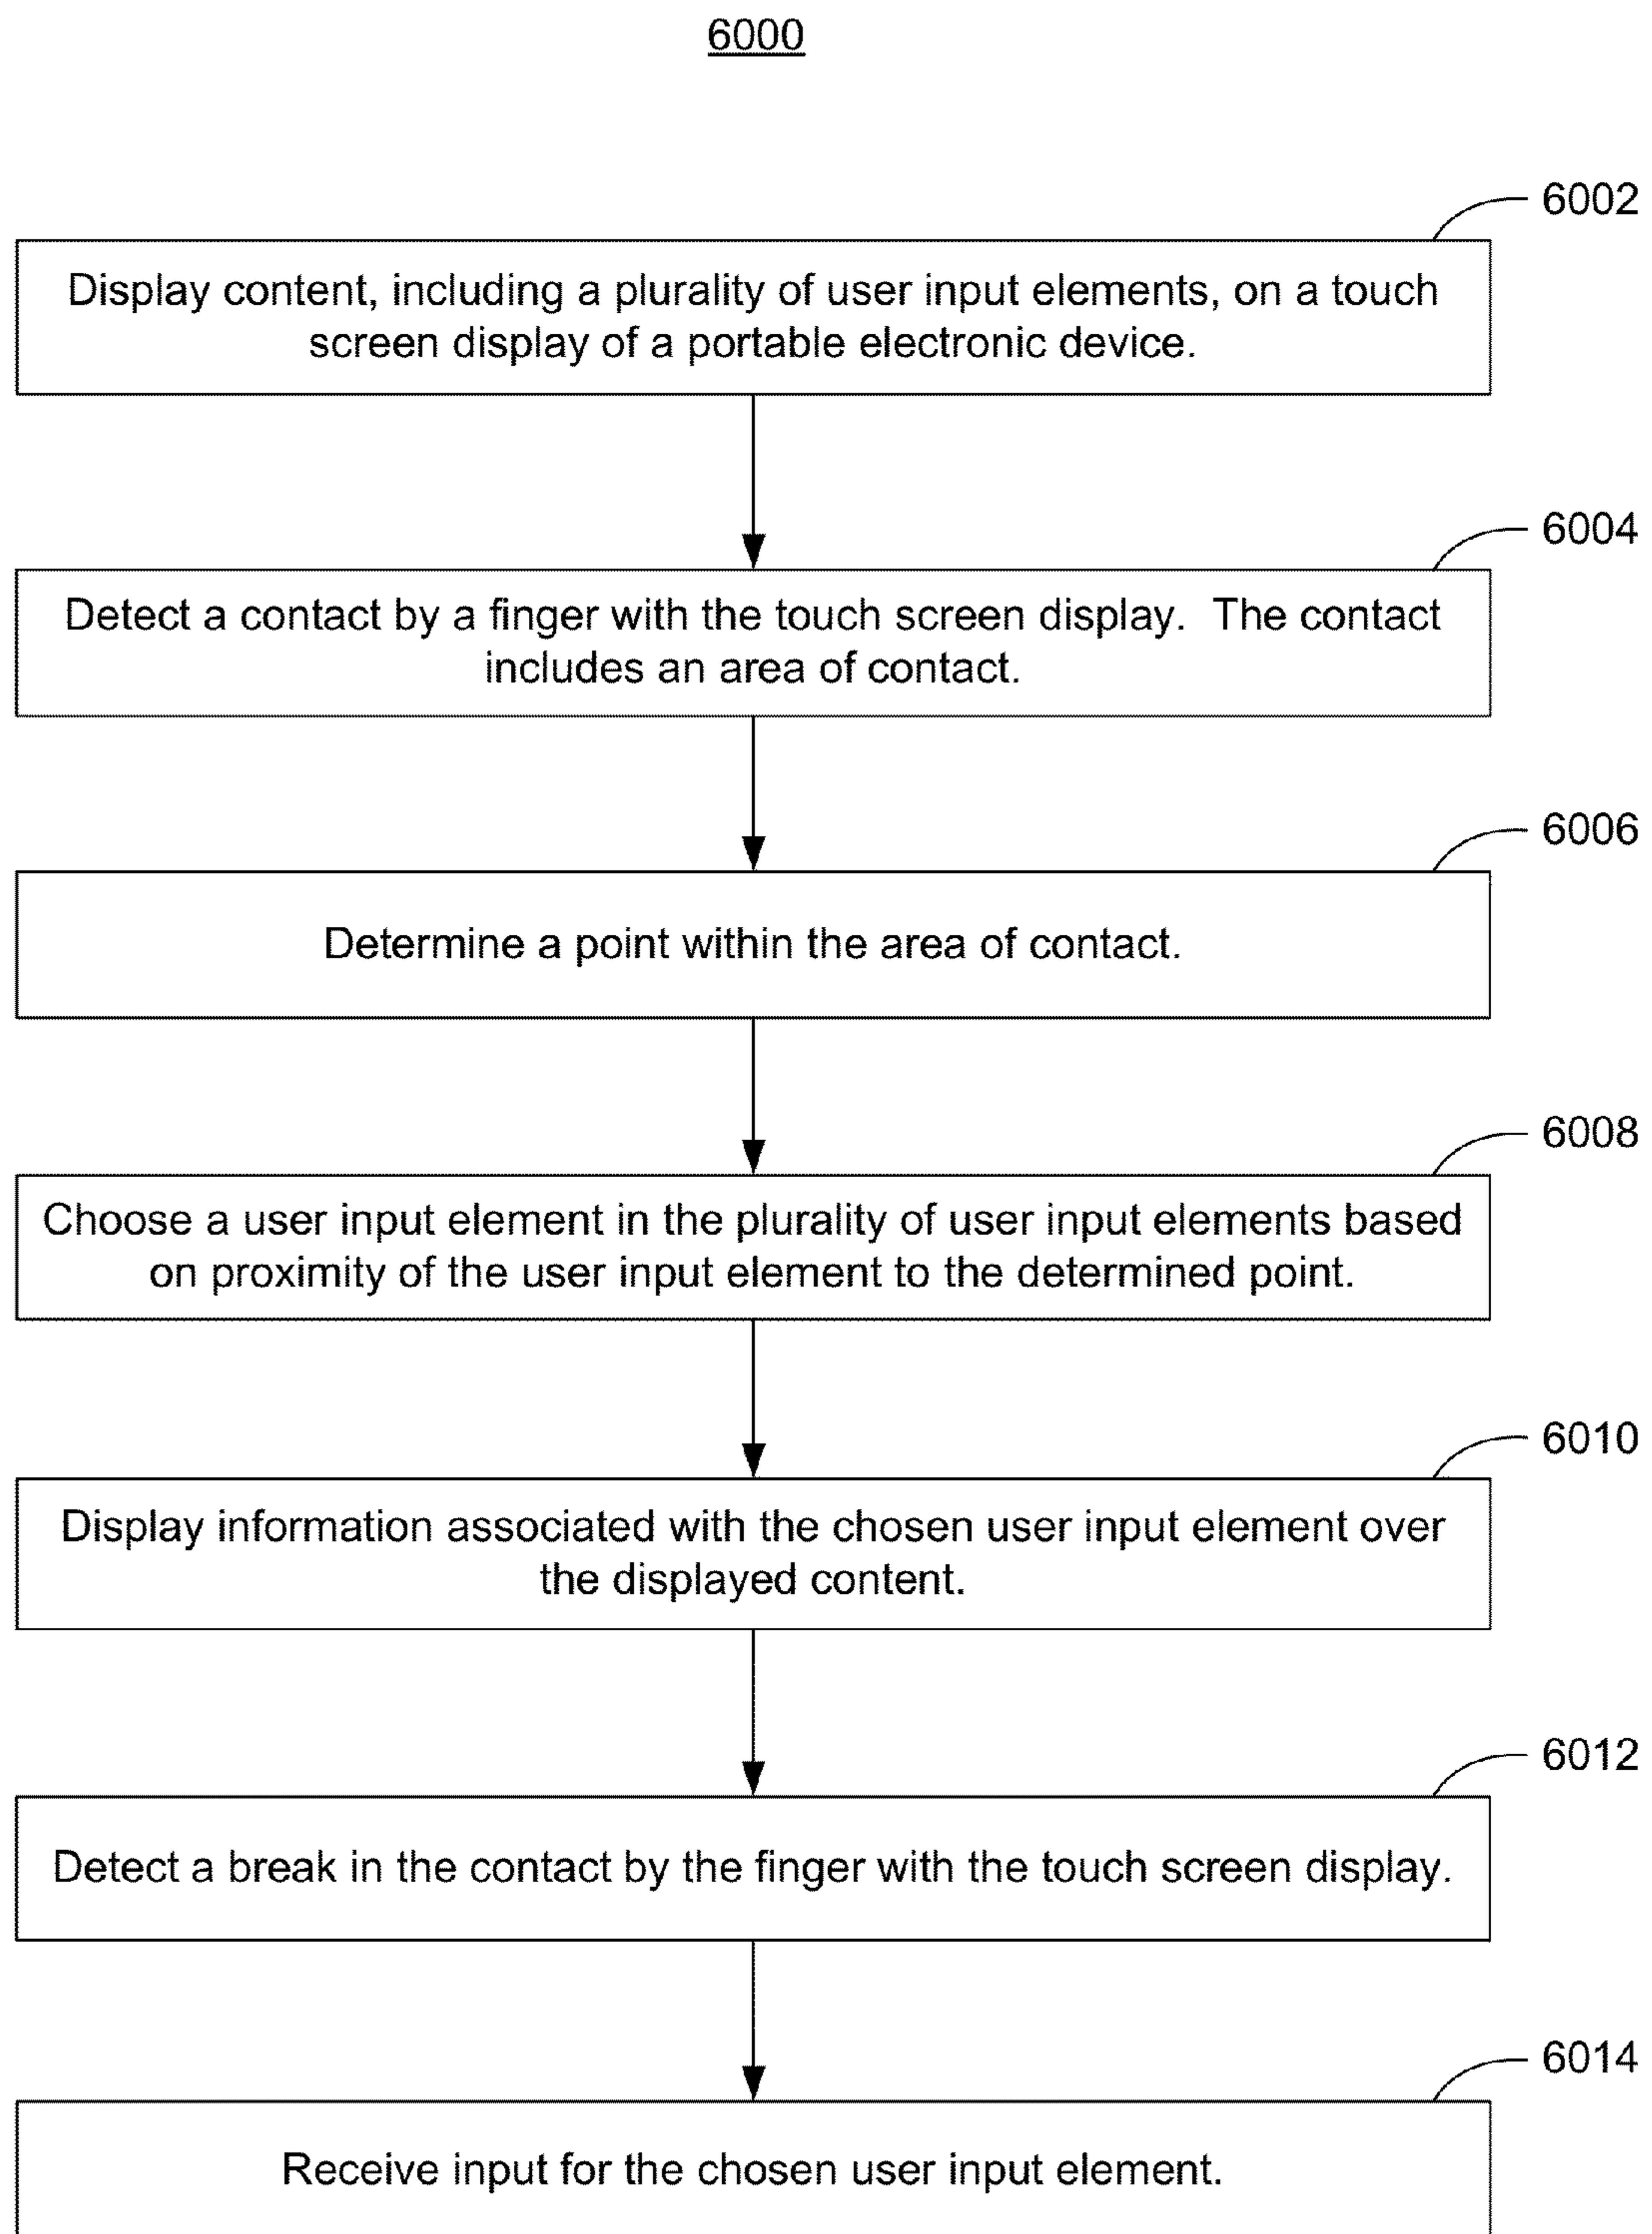 6000
6002
Display content, including a plurality of user input elements, on a touch
screen display of a portable electronic device.
6004
Detect a contact by a finger with the touch screen display.  The contact
includes an area of contact.
6006
Determine a point within the area of contact.
6008
Choose a user input element in the plurality of user input elements based
on proximity of the user input element to the determined point.
6010
Display information associated with the chosen user input element over
the displayed content.
6012
Detect a break in the contact by the finger with the touch screen display.
6014
Receive input for the chosen user input element.